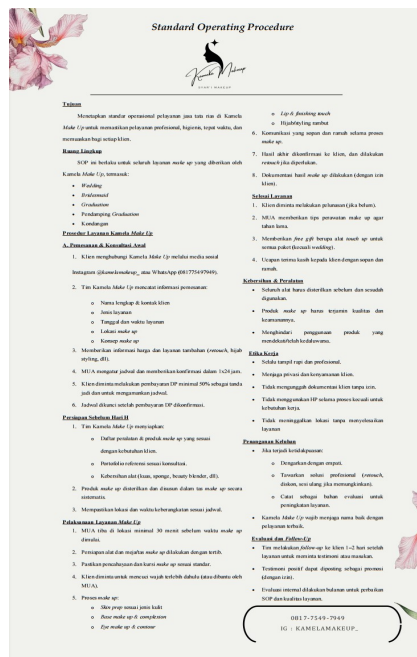 Standard Operating Procedure
Kamela Makeup
Tujuan
Menetapkan standar operasional pelayanan jasa tata rias di Kamela
Make Up untuk memastikan pelayanan profesional, higienis, tepat waktu, dan
memuaskan bagi setiap klien.
Ruang Lingkup
SOP ini berlaku untuk seluruh layanan make up yang diberikan oleh
Kamela Make Up, termasuk:
• Wedding
• Bridesmaid
• Graduation
• Pendamping Graduation
• Kondangan
Prosedur Layanan Kamela Make Up
A. Pemesanan & Konsultasi Awal
1. Klien menghubungi Kamela Make Up melalui media sosial
Instagram @kamelamakeup_ atau WhatsApp (081775497949).
2. Tim Kamela Make Up mencatat informasi pemesanan:
o Nama lengkap & kontak klien
o Jenis layanan
o Tanggal dan waktu layanan
o Lokasi make up
o Konsep make up
3. Memberikan informasi harga dan layanan tambahan (retouch, hijab
styling, dll).
4. MUA mengatur jadwal dan memberikan konfirmasi dalam 1x24 jam.
5. Klien diminta melakukan pembayaran DP minimal 50% sebagai tanda
jadi dan untuk mengamankan jadwal.
6. Jadwal dikunci setelah pembayaran DP dikonfirmasi.
Persiapan Sebelum Hari H
1. Tim Kamela Make Up menyiapkan:
o Daftar peralatan & produk make up yang sesuai
dengan kebutuhan klien.
o Portofolio referensi sesuai konsultasi.
o Kebersihan alat (kuas, sponge, beauty blender, dll).
2. Produk make up disterilkan dan disusun dalam tas make up secara
sistematis.
3. Memastikan lokasi dan waktu keberangkatan sesuai jadwal.
Pelaksanaan Layanan Make Up
1. MUA tiba di lokasi minimal 30 menit sebelum waktu make up
dimulai.
2. Persiapan alat dan meja/tas make up dilakukan dengan tertib.
3. Pastikan pencahayaan dan kursi make up sesuai standar.
4. Klien diminta untuk mencuci wajah terlebih dahulu (atau dibantu oleh
MUA).
5. Proses make up:
o Skin prep sesuai jenis kulit
o Base make up & complexion
o Eye make up & contour
o Lip & finishing touch
o Hijab/styling rambut
6. Komunikasi yang sopan dan ramah selama proses
make up.
7. Hasil akhir dikonfirmasi ke klien, dan dilakukan
retouch jika diperlukan.
8. Dokumentasi hasil make up dilakukan (dengan izin
klien).
Selesai Layanan
1. Klien diminta melakukan pelunasan (jika belum).
2. MUA memberikan tips perawatan make up agar
tahan lama.
3. Memberikan free gift berupa alat touch up untuk
semua paket (kecuali wedding).
4. Ucapan terima kasih kepada klien dengan sopan dan
ramah.
Kebersihan & Peralatan
• Seluruh alat harus disterilkan sebelum dan sesudah
digunakan.
• Produk make up harus terjamin kualitas dan
keamanannya.
• Menghindari penggunaan produk yang
mendekati/telah kedaluwarsa.
Etika Kerja
• Selalu tampil rapi dan profesional.
• Menjaga privasi dan kenyamanan klien.
• Tidak mengunggah dokumentasi klien tanpa izin.
• Tidak menggunakan HP selama proses kecuali untuk
kebutuhan kerja.
• Tidak meninggalkan lokasi tanpa menyelesaikan
layanan
Penanganan Keluhan
• Jika terjadi ketidakpuasan:
o Dengarkan dengan empati.
o Tawarkan solusi profesional (retouch,
diskon, sesi ulang jika memungkinkan).
o Catat sebagai bahan evaluasi untuk
peningkatan layanan.
• Kamela Make Up wajib menjaga nama baik dengan
pelayanan terbaik.
Evaluasi dan Follow-Up
• Tim melakukan follow-up ke klien 1–2 hari setelah
layanan untuk meminta testimoni atau masukan.
• Testimoni positif dapat diposting sebagai promosi
(dengan izin).
• Evaluasi internal dilakukan bulanan untuk perbaikan
SOP dan kualitas layanan.
0817-7549-7949
IG : KAMELAMAKEUP_